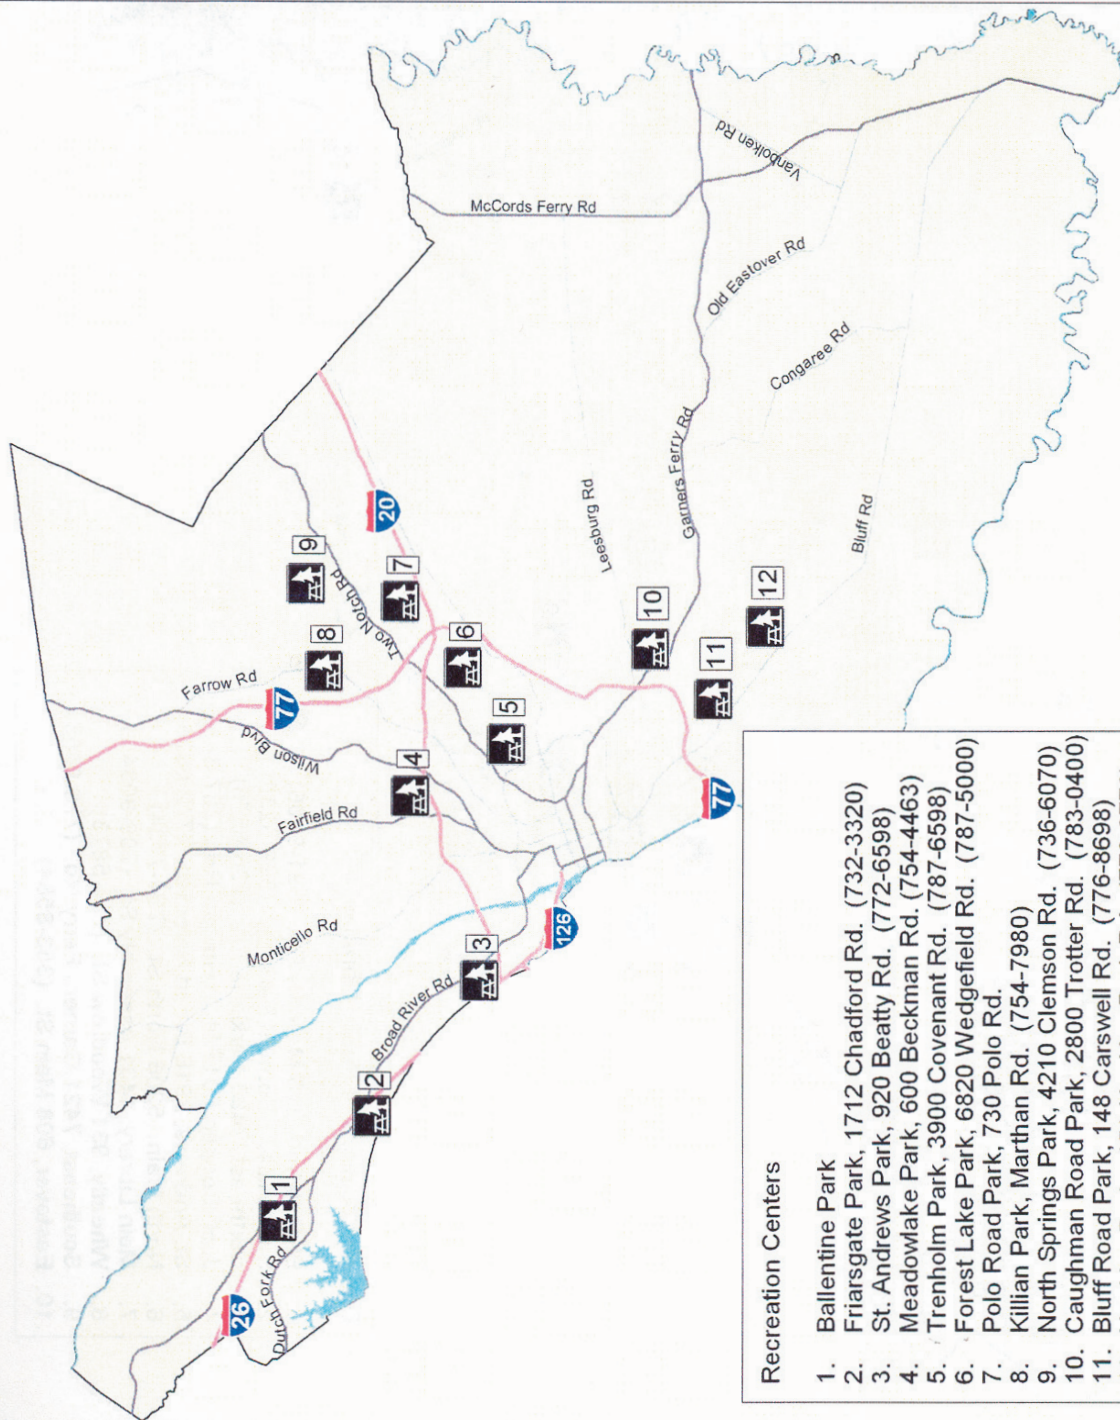 McCords Ferry Rd
Vanboklen Rd
Old Eastover Rd
Congaree Rd
Garners Ferry Rd
Leesburg Rd
Bluff Rd
20
9
7
Two Notch Rd
8
6
Farrow Rd
77
Wilson Blvd
5
4
10
11
12
77
Fairfield Rd
Monticello Rd
3
126
Broad River Rd
2
1
Dutch Fork Rd
26
Recreation Centers
1. Ballentine Park
2. Friarsgate Park, 1712 Chadford Rd. (732-3320)
3. St. Andrews Park, 920 Beatty Rd. (772-6598)
4. Meadowlake Park, 600 Beckman Rd. (754-4463)
5. Trenholm Park, 3900 Covenant Rd. (787-6598)
6. Forest Lake Park, 6820 Wedgefield Rd. (787-5000)
7. Polo Road Park, 730 Polo Rd.
8. Killian Park, Marthan Rd. (754-7980)
9. North Springs Park, 4210 Clemson Rd. (736-6070)
10. Caughman Road Park, 2800 Trotter Rd. (783-0400)
11. Bluff Road Park, 148 Carswell Rd. (776-8698)